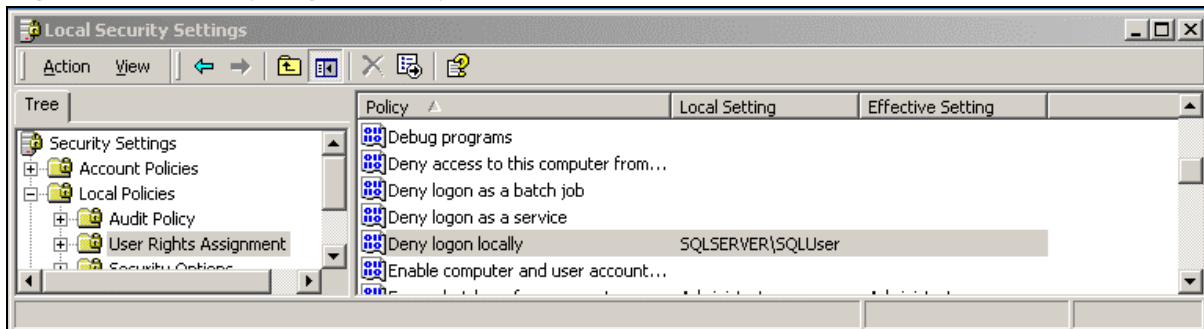 Local Security Settings
Action View
Tree
Policy Local Setting Effective Setting
Security Settings
Account Policies
Local Policies
Audit Policy
User Rights Assignment
Security Options
Debug programs
Deny access to this computer from...
Deny logon as a batch job
Deny logon as a service
Deny logon locally SQLSERVER\SQLUser
Enable computer and user account...